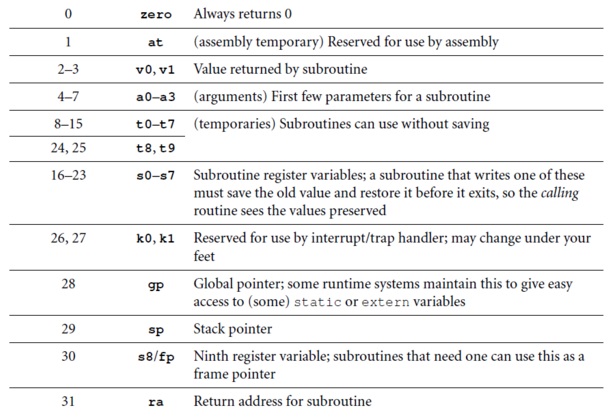 0 zero Always returns 0
1 at (assembly temporary) Reserved for use by assembly
2–3 v0, v1 Value returned by subroutine
4–7 a0–a3 (arguments) First few parameters for a subroutine
8–15 t0–t7 (temporaries) Subroutines can use without saving
24, 25 t8, t9
16–23 s0–s7 Subroutine register variables; a subroutine that writes one of these
must save the old value and restore it before it exits, so the calling
routine sees the values preserved
26, 27 k0, k1 Reserved for use by interrupt/trap handler; may change under your
feet
28 gp Global pointer; some runtime systems maintain this to give easy
access to (some) static or extern variables
29 sp Stack pointer
30 s8/fp Ninth register variable; subroutines that need one can use this as a
frame pointer
31 ra Return address for subroutine